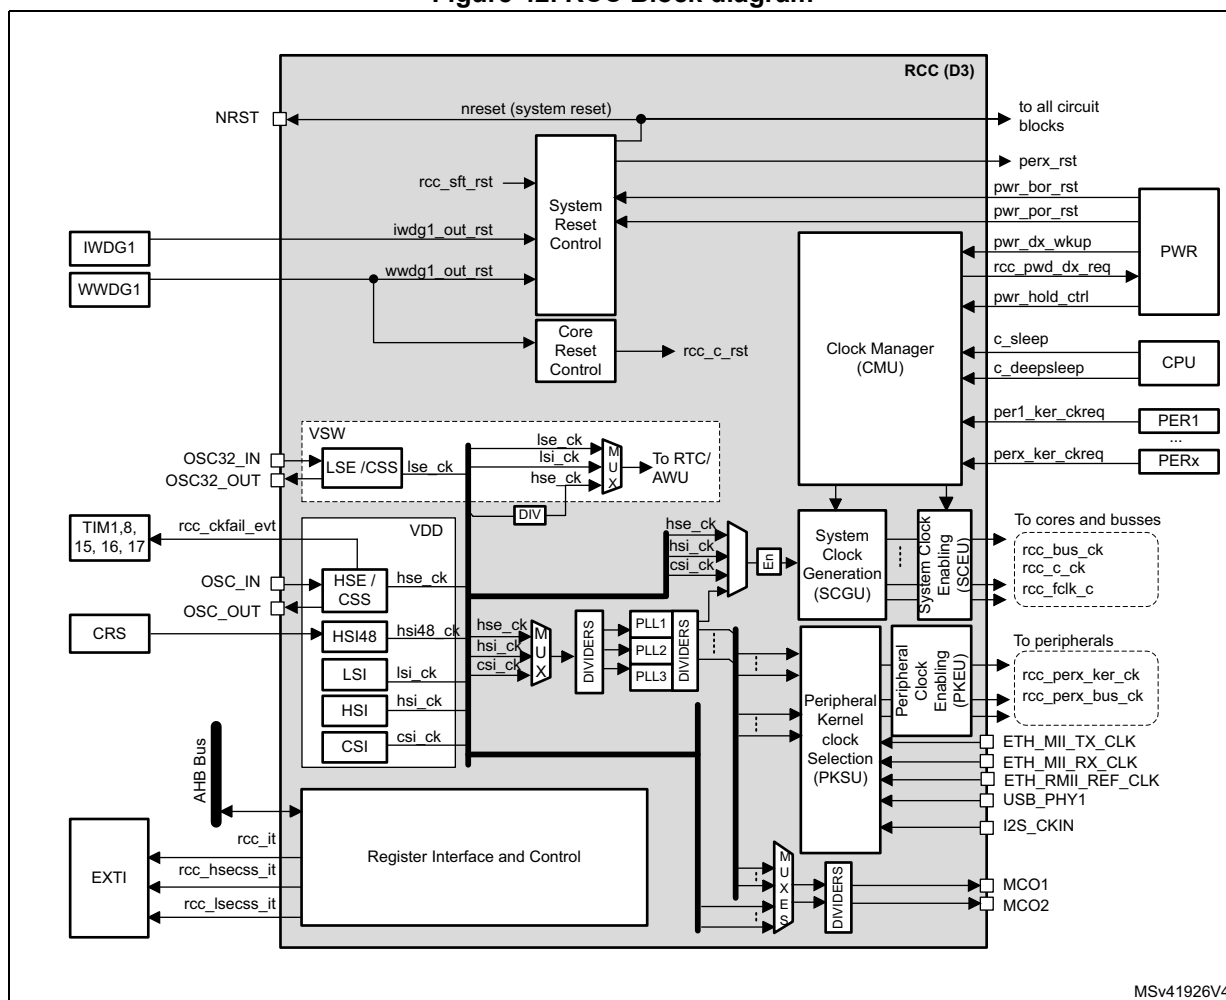 RCC (D3)
NRST
nreset (system reset)
to all circuit
blocks
perx_rst
rcc_sft_rst
System
Reset
Control
pwr_bor_rst
pwr_por_rst
IWDG1
iwdg1_out_rst
WWDG1
wwdg1_out_rst
pwr_dx_wkup
rcc_pwd_dx_req
pwr_hold_ctrl
PWR
Core
Reset
Control
rcc_c_rst
Clock Manager
(CMU)
c_sleep
c_deepsleep
CPU
per1_ker_ckreq
PER1
...
perx_ker_ckreq
PERx
VSW
OSC32_IN
OSC32_OUT
LSE /CSS
lse_ck
lse_ck
lsi_ck
hse_ck
MUX
To RTC/
AWU
DIV
TIM1,8,
15, 16, 17
rcc_ckfail_evt
VDD
OSC_IN
OSC_OUT
HSE /
CSS
hse_ck
CRS
HSI48
hsi48_ck
LSI
lsi_ck
HSI
hsi_ck
CSI
csi_ck
hse_ck
hsi_ck
csi_ck
En
System
Clock
Generation
(SCGU)
System Clock
Enabling
(SCEU)
To cores and busses
rcc_bus_ck
rcc_c_ck
rcc_fclk_c
hse_ck
hsi_ck
csi_ck
MUX
DIVIDERS
PLL1
PLL2
PLL3
DIVIDERS
Peripheral
Kernel
clock
Selection
(PKSU)
Peripheral
Clock
Enabling
(PKEU)
To peripherals
rcc_perx_ker_ck
rcc_perx_bus_ck
ETH_MII_TX_CLK
ETH_MII_RX_CLK
ETH_RMII_REF_CLK
USB_PHY1
I2S_CKIN
AHB Bus
Register Interface and Control
EXTI
rcc_it
rcc_hsecss_it
rcc_lsecss_it
MUXES
DIVIDERS
MCO1
MCO2
MSv41926V4